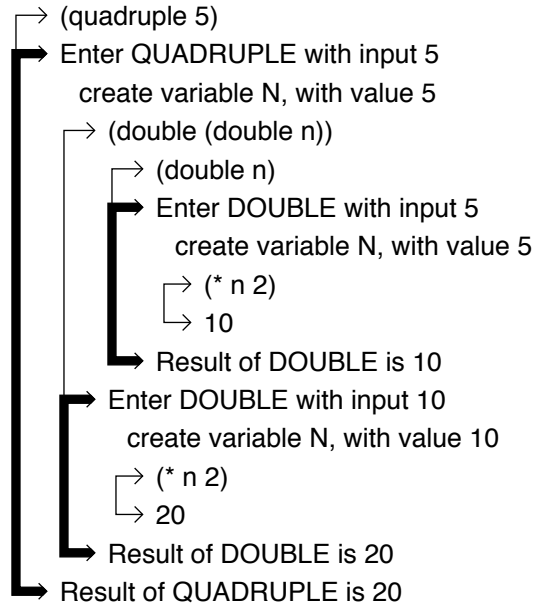 (quadruple 5)
Enter QUADRUPLE with input 5
create variable N, with value 5
(double (double n))
(double n)
Enter DOUBLE with input 5
create variable N, with value 5
(* n 2)
10
Result of DOUBLE is 10
Enter DOUBLE with input 10
create variable N, with value 10
(* n 2)
20
Result of DOUBLE is 20
Result of QUADRUPLE is 20